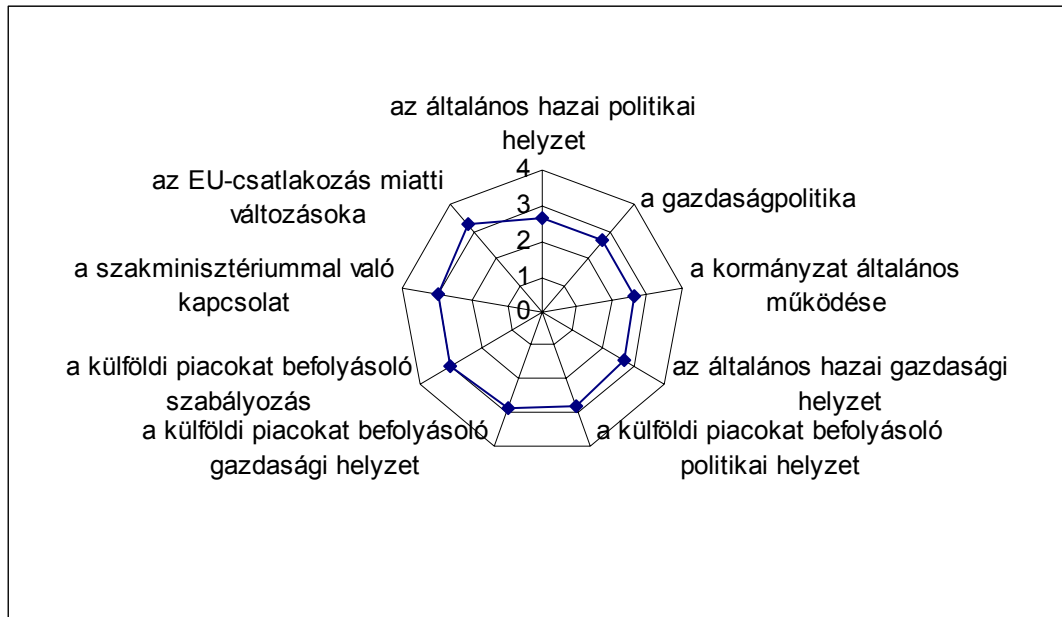 az általános hazai politikai
helyzet
a gazdaságpolitika
a kormányzat általános
működése
az általános hazai gazdasági
helyzet
a külföldi piacokat befolyásoló
politikai helyzet
a külföldi piacokat befolyásoló
gazdasági helyzet
a külföldi piacokat befolyásoló
szabályozás
a szakminisztériummal való
kapcsolat
az EU-csatlakozás miatti
változásoka
4
3
2
1
0